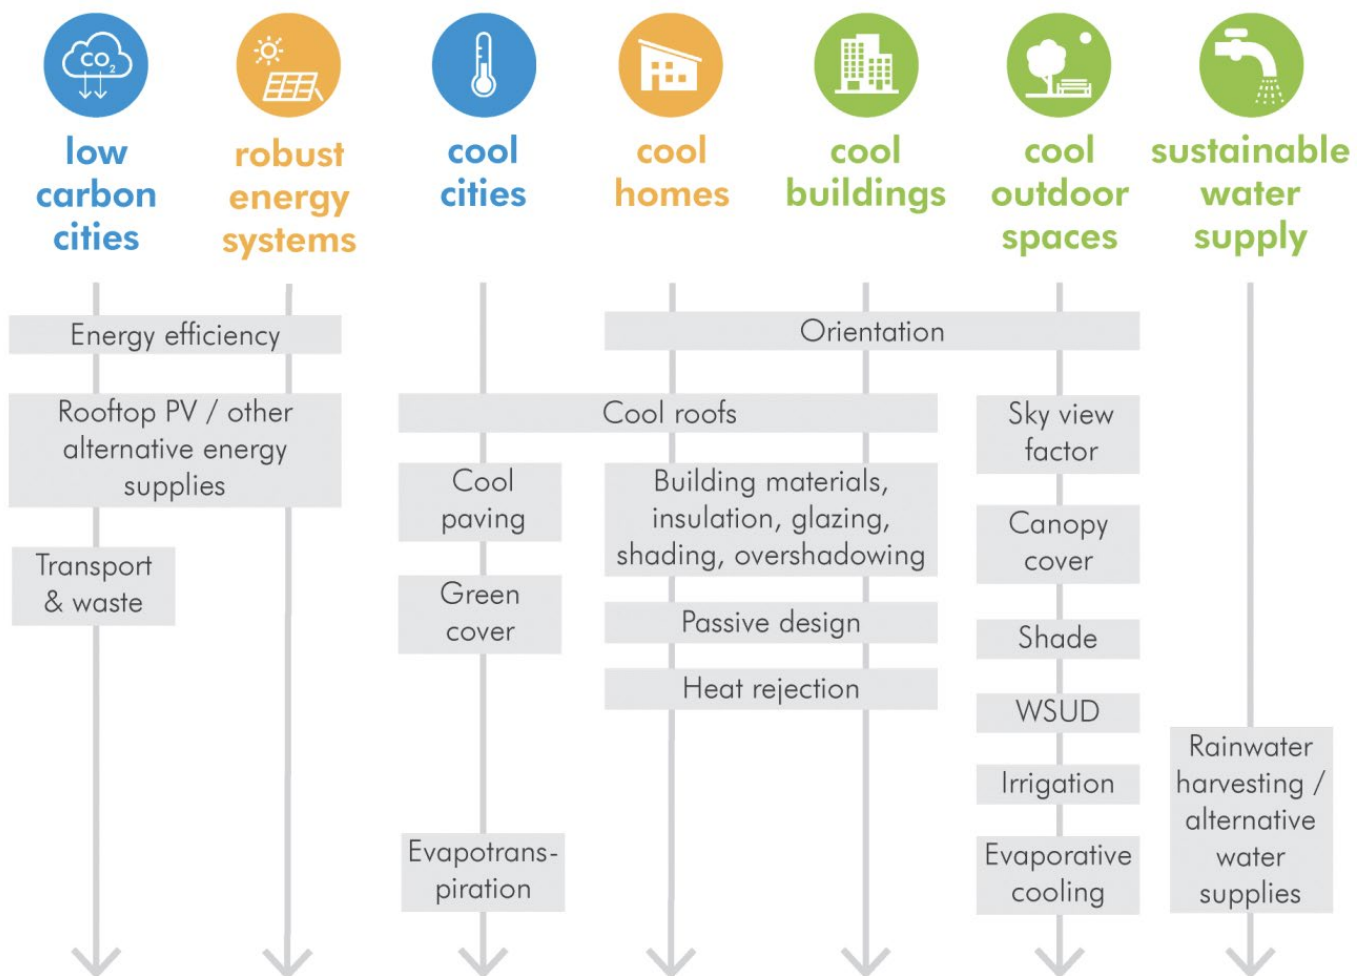 CO2
low
carbon
cities
robust
energy
systems
cool
cities
cool
homes
cool
buildings
cool
outdoor
spaces
sustainable
water
supply
Energy efficiency
Rooftop PV / other
alternative energy
supplies
Transport
& waste
Orientation
Cool roofs
Cool
paving
Green
cover
Evapotrans-
piration
Building materials,
insulation, glazing,
shading, overshadowing
Passive design
Heat rejection
Sky view
factor
Canopy
cover
Shade
WSUD
Irrigation
Evaporative
cooling
Rainwater
harvesting /
alternative
water
supplies